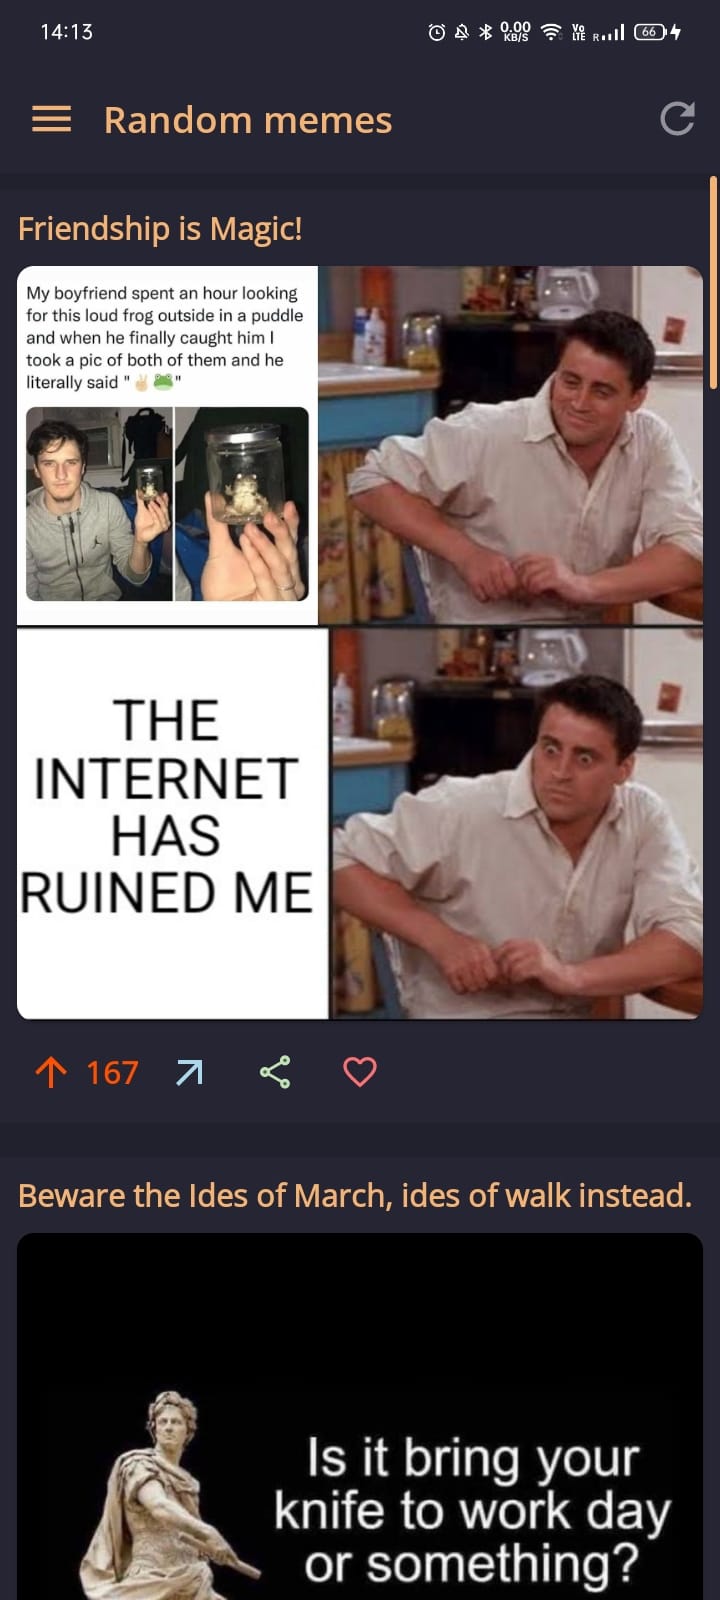 14:13
0.00
KB/S
Vo
LTE
R
66
Random memes
Friendship is Magic!
My boyfriend spent an hour looking
for this loud frog outside in a puddle
and when he finally caught him I
took a pic of both of them and he
literally said "✌🏼🐸"
THE
INTERNET
HAS
RUINED ME
167
Beware the Ides of March, ides of walk instead.
Is it bring your
knife to work day
or something?